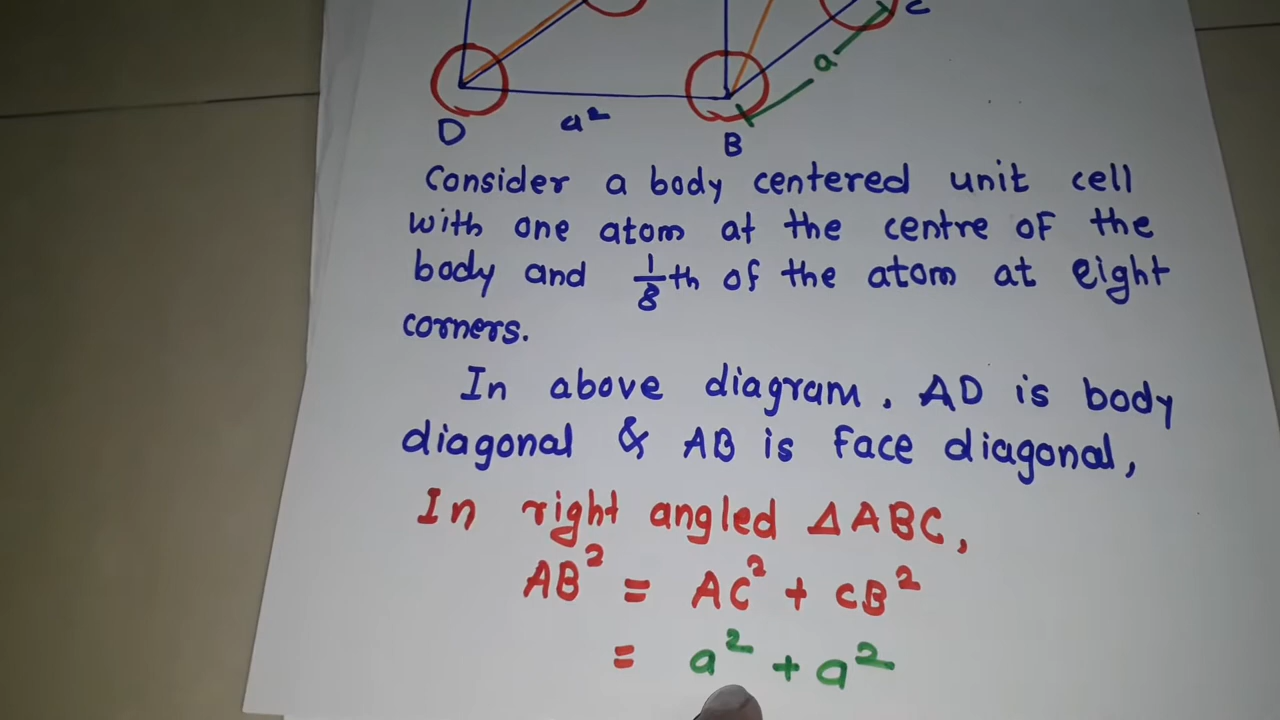 C
a
D
a²
B
Consider a body centered unit cell
with one atom at the centre of the
body and 1/8 th of the atom at eight
corners.
In above diagram, AD is body
diagonal & AB is face diagonal,
In right angled ΔABC,
AB² = AC² + CB²
= a² + a²